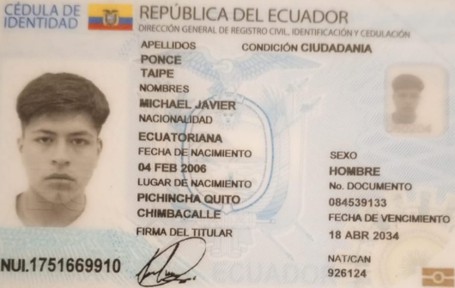 CÉDULA DE
IDENTIDAD
REPÚBLICA DEL ECUADOR
DIRECCIÓN GENERAL DE REGISTRO CIVIL, IDENTIFICACIÓN Y CEDULACIÓN
APELLIDOS
CONDICIÓN CIUDADANIA
PONCE
TAIPE
NOMBRES
MICHAEL JAVIER
NACIONALIDAD
ECUATORIANA
FECHA DE NACIMIENTO
04 FEB 2006
LUGAR DE NACIMIENTO
PICHINCHA QUITO
CHIMBACALLE
FIRMA DEL TITULAR
SEXO
HOMBRE
No. DOCUMENTO
084539133
FECHA DE VENCIMIENTO
18 ABR 2034
NAT/CAN
926124
NUI.1751669910
ECUADOR